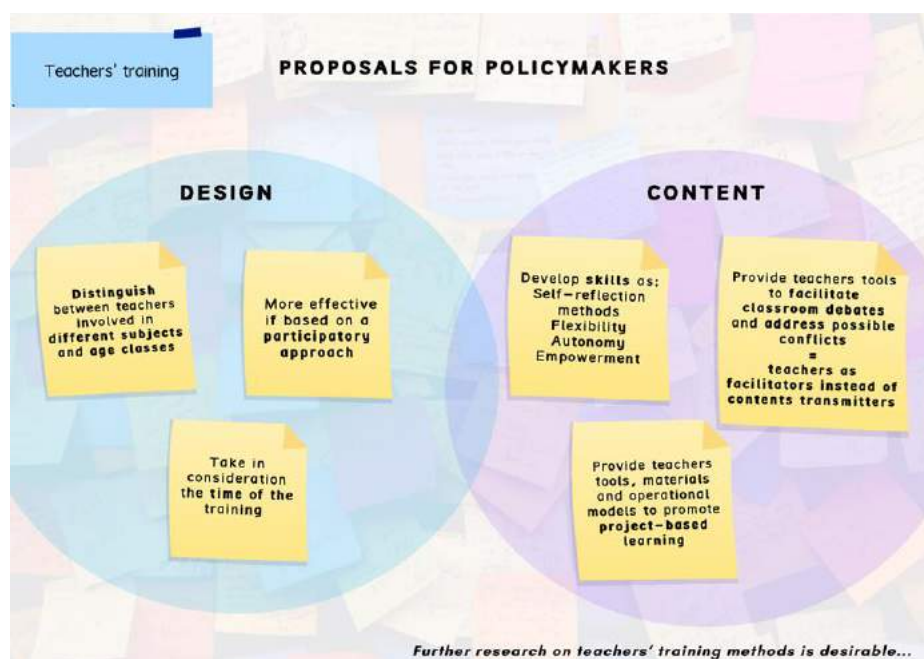 Teachers' training
PROPOSALS FOR POLICYMAKERS
DESIGN
Distinguish
between teachers
involved in
different subjects
and age classes
More effective
if based on a
participatory
approach
Take in
consideration
the time of the
training
CONTENT
Develop skills as:
Self-reflection
methods
Flexibility
Autonomy
Empowerment
Provide teachers tools
to facilitate
classroom debates
and address possible
conflicts
=
teachers as
facilitators instead of
contents transmitters
Provide teachers
tools, materials
and operational
models to promote
project-based
learning
Further research on teachers' training methods is desirable...